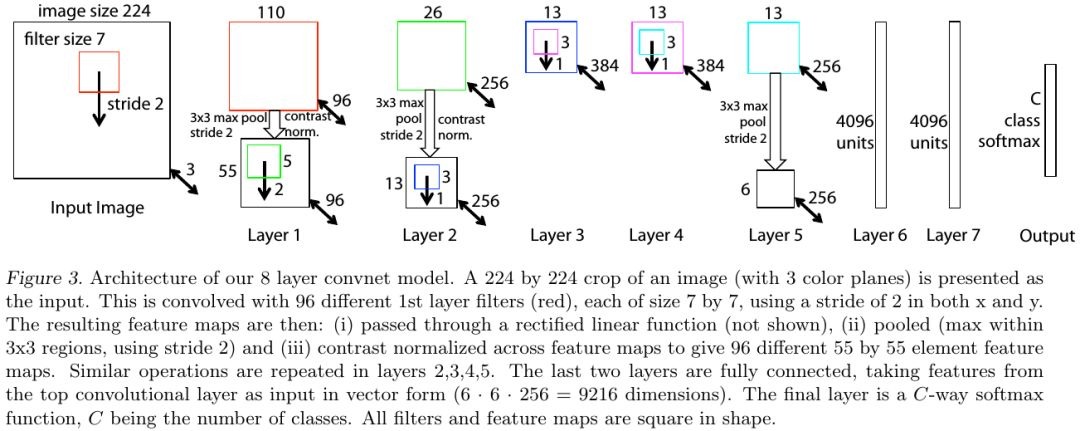 image size 224
110
26
13
13
13
filter size 7
stride 2
3
96
3x3 max pool
stride 2
contrast
norm.
55
5
2
96
256
3x3 max
pool
stride 2
contrast
norm.
13
3
1
256
3
1
384
3
1
384
256
3x3 max
pool
stride 2
6
256
4096
units
4096
units
C
class
softmax
Input Image
Layer 1
Layer 2
Layer 3
Layer 4
Layer 5
Layer 6
Layer 7
Output
Figure 3. Architecture of our 8 layer convnet model. A 224 by 224 crop of an image (with 3 color planes) is presented as
the input. This is convolved with 96 different 1st layer filters (red), each of size 7 by 7, using a stride of 2 in both x and y.
The resulting feature maps are then: (i) passed through a rectified linear function (not shown), (ii) pooled (max within
3x3 regions, using stride 2) and (iii) contrast normalized across feature maps to give 96 different 55 by 55 element feature
maps. Similar operations are repeated in layers 2,3,4,5. The last two layers are fully connected, taking features from
the top convolutional layer as input in vector form (6 · 6 · 256 = 9216 dimensions). The final layer is a C-way softmax
function, C being the number of classes. All filters and feature maps are square in shape.